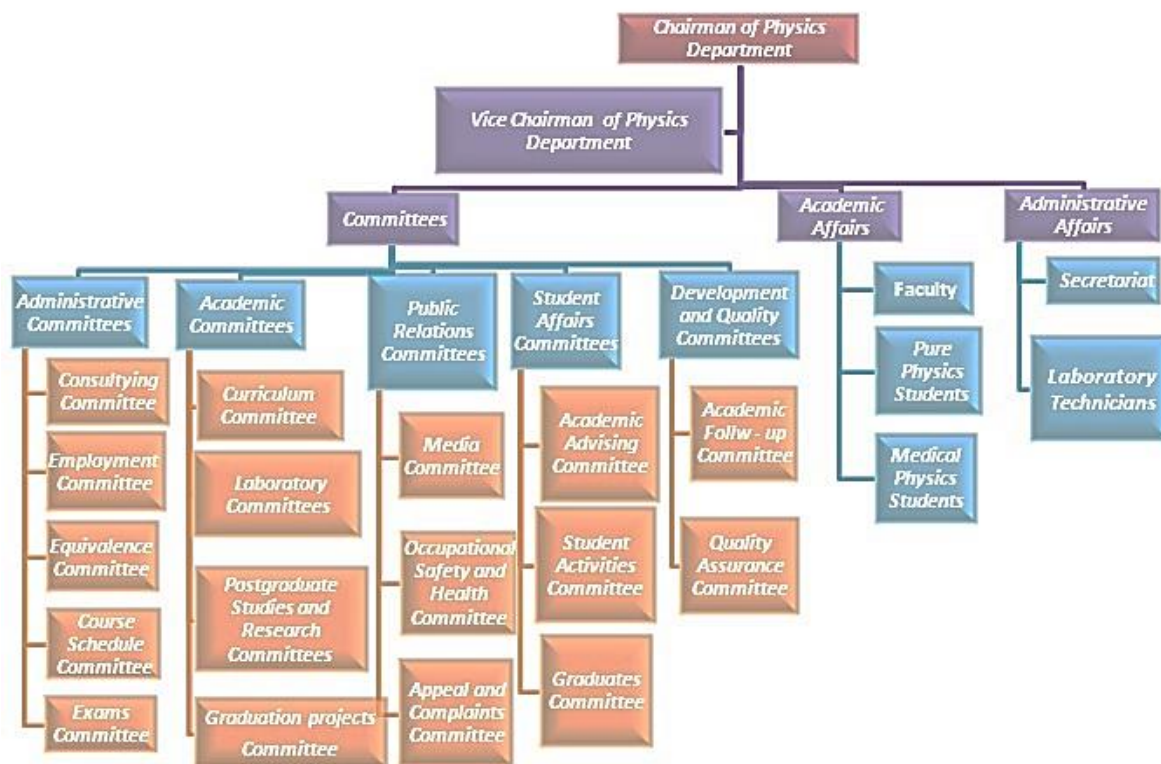 Chairman of Physics
Department
Vice Chairman of Physics
Department
Committees
Academic
Affairs
Administrative
Affairs
Administrative
Committees
Academic
Committees
Public
Relations
Committees
Student
Affairs
Committees
Development
and Quality
Committees
Faculty
Pure
Physics
Students
Medical
Physics
Students
Secretariat
Laboratory
Technicians
Consultying
Committee
Employment
Committee
Equivalence
Committee
Course
Schedule
Committee
Exams
Committee
Curriculum
Committee
Laboratory
Committees
Postgraduate
Studies and
Research
Committees
Graduation projects
Committee
Media
Committee
Occupational
Safety and
Health
Committee
Appeal and
Complaints
Committee
Academic
Advising
Committee
Student
Activities
Committee
Graduates
Committee
Academic
Follw - up
Committee
Quality
Assurance
Committee